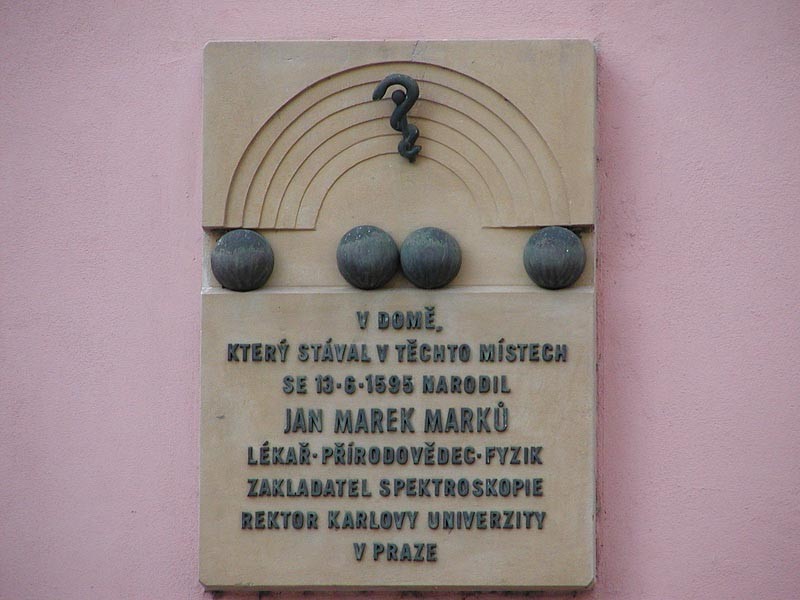 V DOMĚ,
KTERÝ STÁVAL V TĚCHTO MÍSTECH
SE 13·6·1595 NARODIL
JAN MAREK MARKŮ
LÉKAŘ·PŘÍRODOVĚDEC·FYZIK
ZAKLADATEL SPEKTROSKOPIE
REKTOR KARLOVY UNIVERZITY
V PRAZE